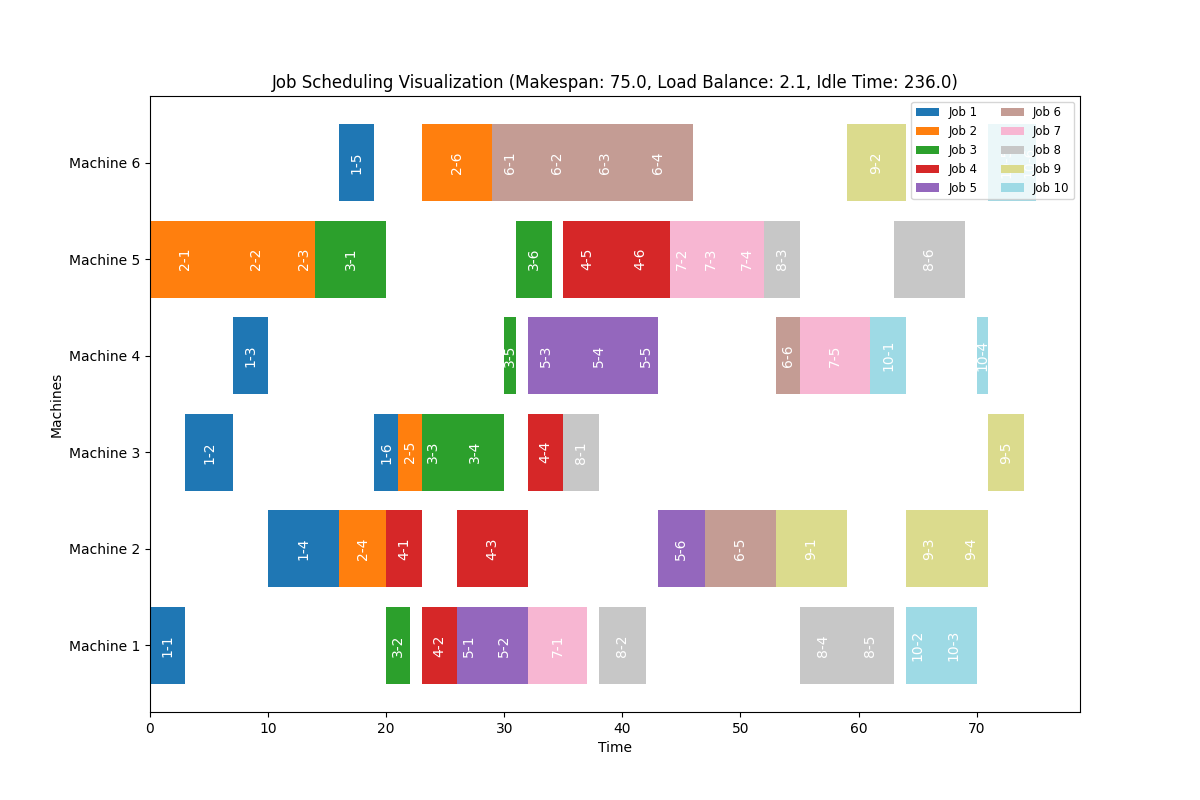 Job Scheduling Visualization (Makespan: 75.0, Load Balance: 2.1, Idle Time: 236.0)
Job 1 Job 6
Job 2 Job 7
Job 3 Job 8
Job 4 Job 9
Job 5 Job 10
Machine 6 1-5 2-6 6-1 6-2 6-3 6-4 9-2
Machine 5 2-1 2-2 2-3 3-1 3-6 4-5 4-6 7-2 7-3 7-4 8-3 8-6
Machine 4 1-3 3-5 5-3 5-4 5-5 6-6 7-5 10-1 10-4
Machine 3 1-2 1-6 2-5 3-3 3-4 4-4 8-1 9-5
Machine 2 1-4 2-4 4-1 4-3 5-6 6-5 9-1 9-3 9-4
Machine 1 1-1 3-2 4-2 5-1 5-2 7-1 8-2 8-4 8-5 10-2 10-3
Machines
0 10 20 30 40 50 60 70
Time